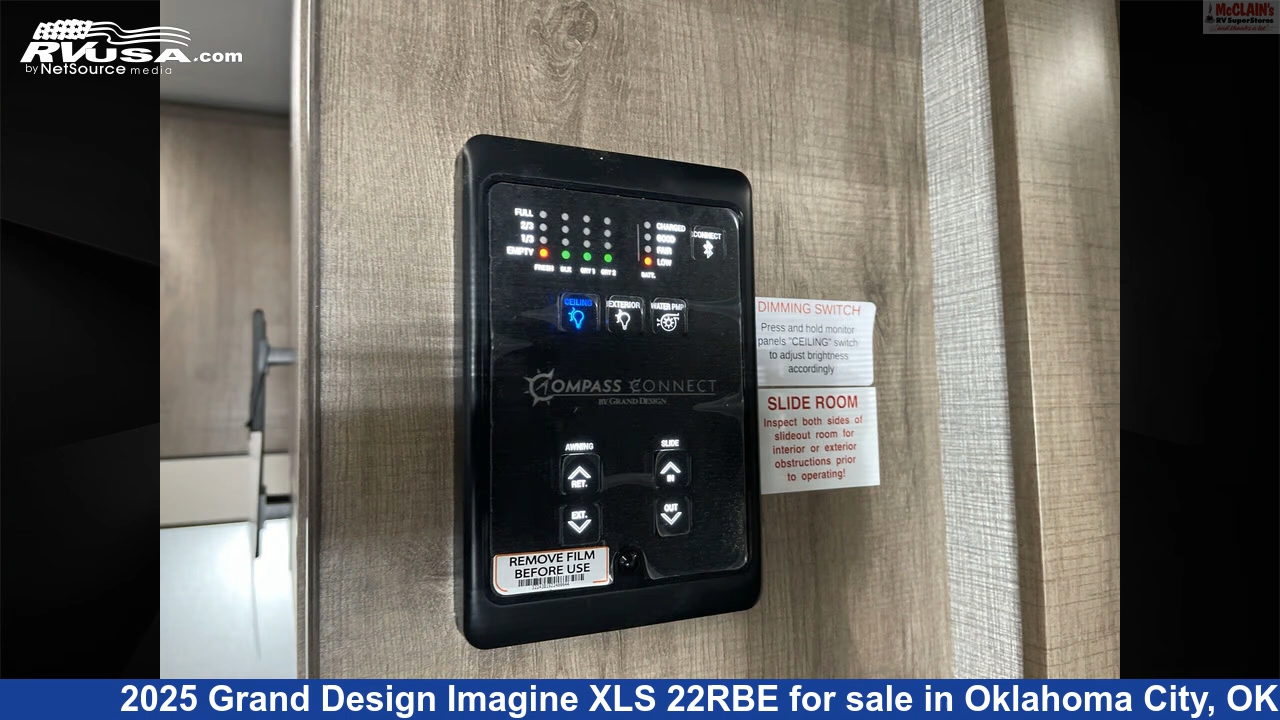 RVUSA.com
by NetSource media
McCLAIN's
RV SuperStores
FULL
2/3
1/3
EMPTY
FRESH BLK GRY 1 GRY 2
CHARGED
GOOD
FAIR
LOW
BATT.
CONNECT
CEILING
EXTERIOR
WATER PMP
COMPASS CONNECT
BY GRAND DESIGN
AWNING
RET.
EXT.
SLIDE
IN
OUT
REMOVE FILM
BEFORE USE
DIMMING SWITCH
Press and hold monitor
panels "CEILING" switch
to adjust brightness
accordingly
SLIDE ROOM
Inspect both sides of
slideout room for
interior or exterior
obstructions prior
to operating!
2025 Grand Design Imagine XLS 22RBE for sale in Oklahoma City, OK